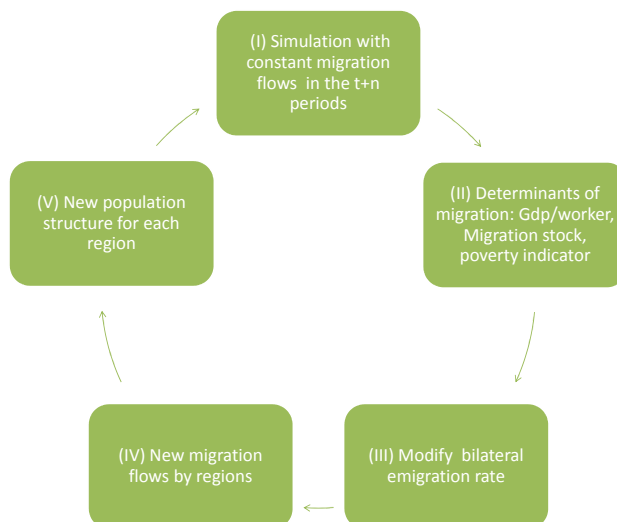 (I) Simulation with
constant migration
flows in the t+n
periods
(II) Determinants of
migration: Gdp/worker,
Migration stock,
poverty indicator
(III) Modify bilateral
emigration rate
(IV) New migration
flows by regions
(V) New population
structure for each
region